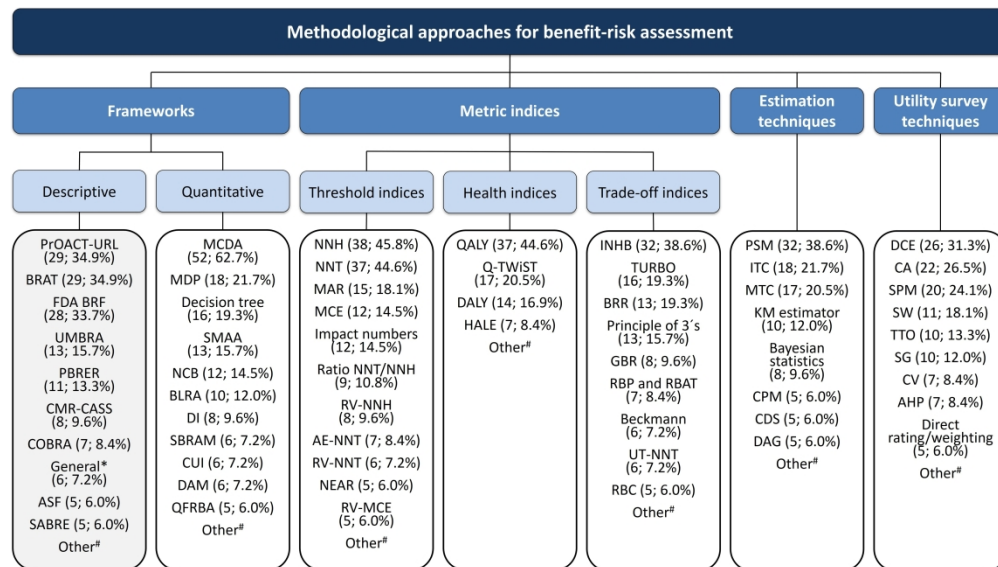 Methodological approaches for benefit-risk assessment
Frameworks
Metric indices
Estimation
techniques
Utility survey
techniques
Descriptive
Quantitative
Threshold indices
Health indices
Trade-off indices
PrOACT-URL
(29; 34.9%)
BRAT (29; 34.9%)
FDA BRF
(28; 33.7%)
UMBRA
(13; 15.7%)
PBRER
(11; 13.3%)
CMR-CASS
(8; 9.6%)
COBRA (7; 8.4%)
General*
(6; 7.2%)
ASF (5; 6.0%)
SABRE (5; 6.0%)
Other#
MCDA
(52; 62.7%)
MDP (18; 21.7%)
Decision tree
(16; 19.3%)
SMAA
(13; 15.7%)
NCB (12; 14.5%)
BLRA (10; 12.0%)
DI (8; 9.6%)
SBRAM (6; 7.2%)
CUI (6; 7.2%)
DAM (6; 7.2%)
QFRBA (5; 6.0%)
Other#
NNH (38; 45.8%)
NNT (37; 44.6%)
MAR (15; 18.1%)
MCE (12; 14.5%)
Impact numbers
(12; 14.5%)
Ratio NNT/NNH
(9; 10.8%)
RV-NNH
(8; 9.6%)
AE-NNT (7; 8.4%)
RV-NNT (6; 7.2%)
NEAR (5; 6.0%)
RV-MCE
(5; 6.0%)
Other#
QALY (37; 44.6%)
Q-TWiST
(17; 20.5%)
DALY (14; 16.9%)
HALE (7; 8.4%)
Other#
INHB (32; 38.6%)
TURBO
(16; 19.3%)
BRR (13; 19.3%)
Principle of 3´s
(13; 15.7%)
GBR (8; 9.6%)
RBP and RBAT
(7; 8.4%)
Beckmann
(6; 7.2%)
UT-NNT
(6; 7.2%)
RBC (5; 6.0%)
Other#
PSM (32; 38.6%)
ITC (18; 21.7%)
MTC (17; 20.5%)
KM estimator
(10; 12.0%)
Bayesian
statistics
(8; 9.6%)
CPM (5; 6.0%)
CDS (5; 6.0%)
DAG (5; 6.0%)
Other#
DCE (26; 31.3%)
CA (22; 26.5%)
SPM (20; 24.1%)
SW (11; 18.1%)
TTO (10; 13.3%)
SG (10; 12.0%)
CV (7; 8.4%)
AHP (7; 8.4%)
Direct
rating/weighting
(5; 6.0%)
Other#